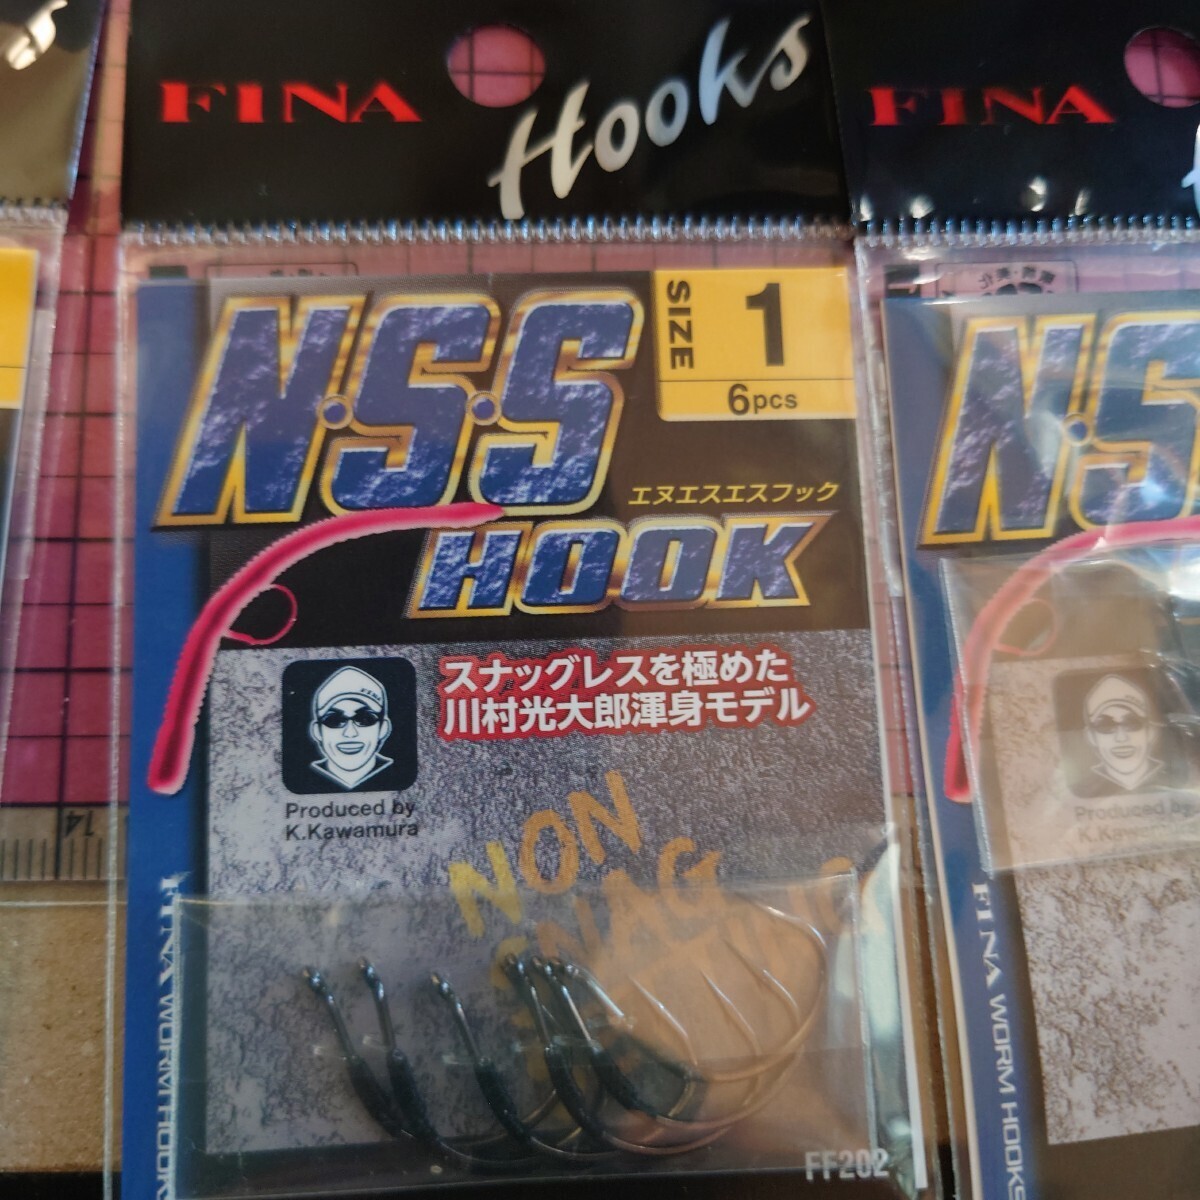 FINA
Hooks
FINA
N・S・S
HOOK
エヌエスエスフック
SIZE
1
6pcs
スナッグレスを極めた
川村光大郎渾身モデル
Produced by
K.Kawamura
NON
SNAG
FINA WORM HOOKS
FF202
14
N・S
Produced by
FINA WORM HOOKS